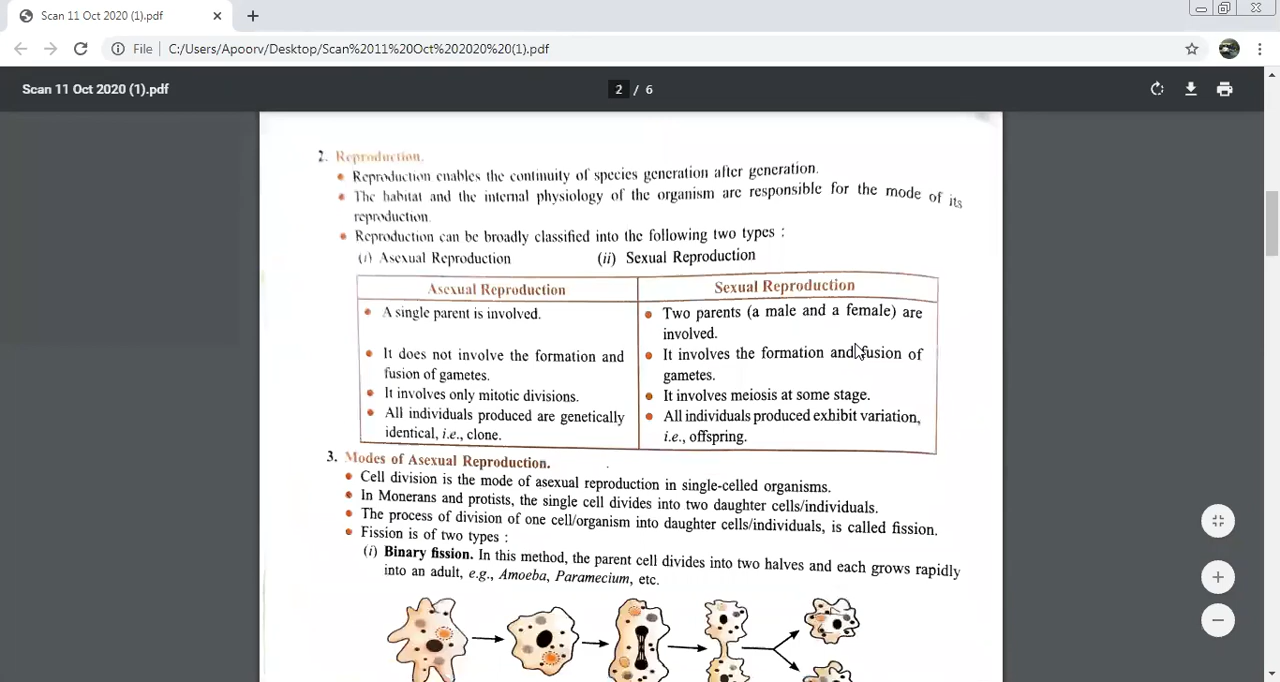 Scan 11 Oct 2020 (1).pdf
File | C:/Users/Apoorv/Desktop/Scan%2011%20Oct%202020%20(1).pdf
Scan 11 Oct 2020 (1).pdf
2 / 6
2. Reproduction.
• Reproduction enables the continuity of species generation after generation.
• The habitat and the internal physiology of the organism are responsible for the mode of its
reproduction.
• Reproduction can be broadly classified into the following two types :
(i) Asexual Reproduction (ii) Sexual Reproduction
Asexual Reproduction
• A single parent is involved.
• It does not involve the formation and
fusion of gametes.
• It involves only mitotic divisions.
• All individuals produced are genetically
identical, i.e., clone.
Sexual Reproduction
• Two parents (a male and a female) are
involved.
• It involves the formation and fusion of
gametes.
• It involves meiosis at some stage.
• All individuals produced exhibit variation,
i.e., offspring.
3. Modes of Asexual Reproduction.
• Cell division is the mode of asexual reproduction in single-celled organisms.
• In Monerans and protists, the single cell divides into two daughter cells/individuals.
• The process of division of one cell/organism into daughter cells/individuals, is called fission.
• Fission is of two types :
(i) Binary fission. In this method, the parent cell divides into two halves and each grows rapidly
into an adult, e.g., Amoeba, Paramecium, etc.